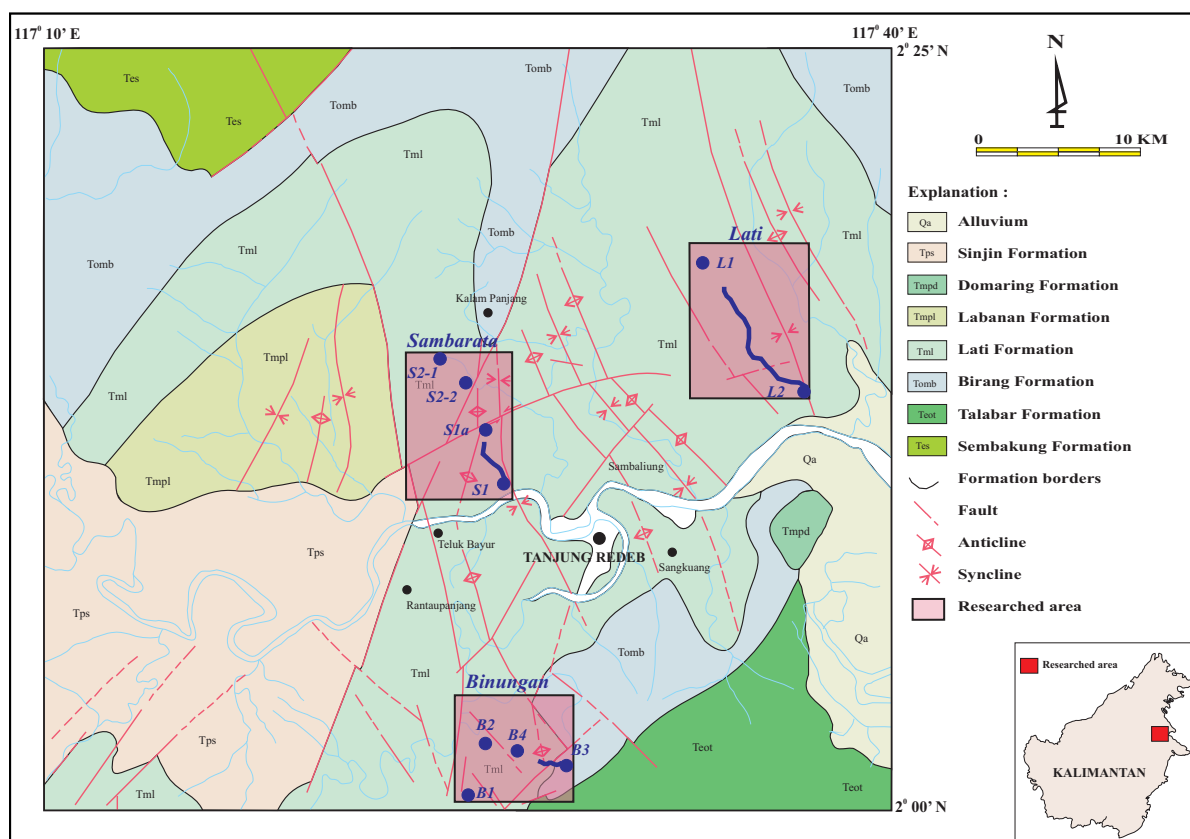 117° 10' E
117° 40' E
2° 25' N
Tes
Tomb
Tomb
Tes
Tomb
Tml
Tml
N
0 10 KM
Explanation :
Qa Alluvium
Tps Sinjin Formation
Tmpd Domaring Formation
Tmpl Labanan Formation
Tml Lati Formation
Tomb Birang Formation
Teot Talabar Formation
Tes Sembakung Formation
Formation borders
Fault
Anticline
Syncline
Researched area
Tml
Lati
L1
L2
Tomb
Tomb
Kalam Panjang
Sambarata
S2-1
Tml
S2-2
S1a
S1
Tmpl
Tml
Tml
Tmpl
Sambaliung
Qa
Tmpd
Tps
Teluk Bayur
TANJUNG REDEB
Sangkuang
Rantaupanjang
Tps
Qa
Tomb
Tml
Binungan
B2
B4
B3
Tml
B1
Tps
Tml
Teot
Teot
2° 00' N
Researched area
KALIMANTAN